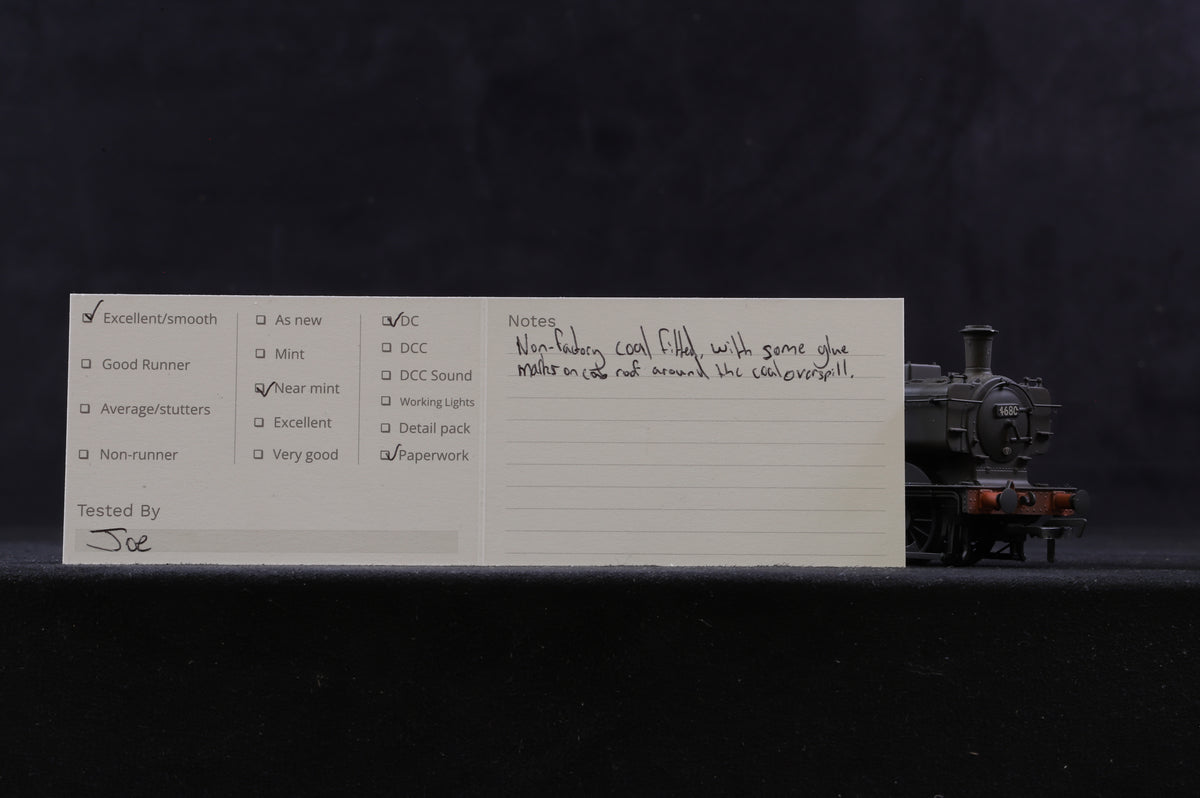 Excellent/smooth
Good Runner
Average/stutters
Non-runner
As new
Mint
Near mint
Excellent
Very good
DC
DCC
DCC Sound
Working Lights
Detail pack
Paperwork
Tested By
Joe
Notes
Non-factory coal fitted, with some glue
marks on cab roof around the coal overspill.
4680